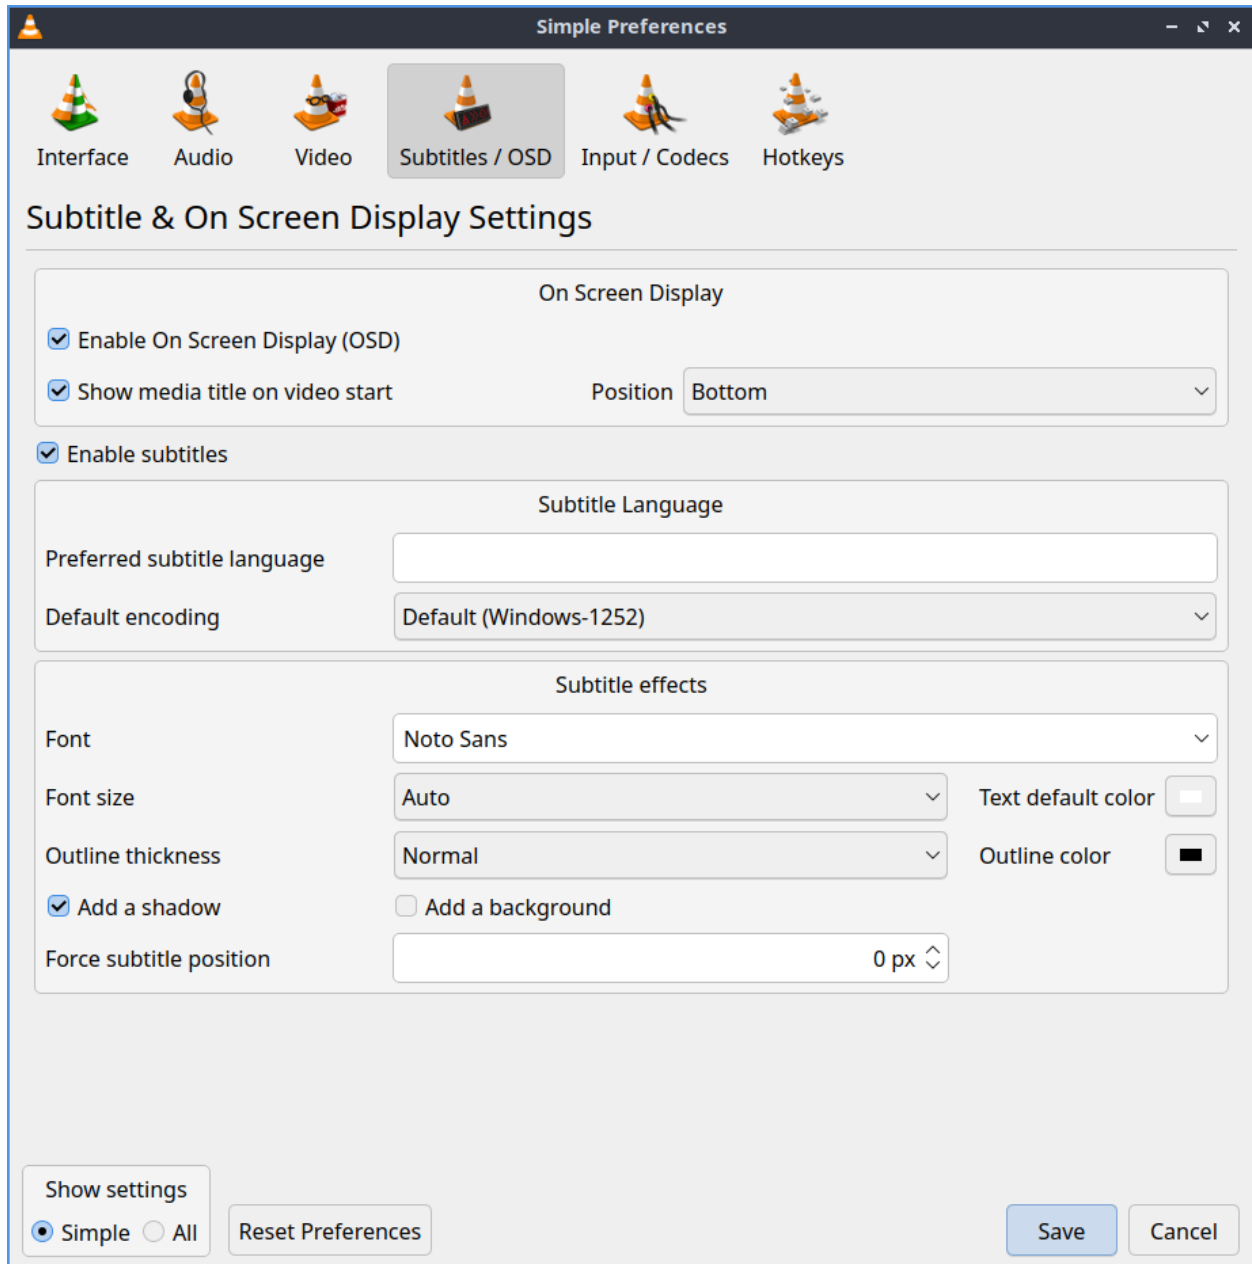 Simple Preferences
Interface Audio Video Subtitles / OSD Input / Codecs Hotkeys
Subtitle & On Screen Display Settings
On Screen Display
Enable On Screen Display (OSD)
Show media title on video start Position Bottom
Enable subtitles
Subtitle Language
Preferred subtitle language
Default encoding Default (Windows-1252)
Subtitle effects
Font Noto Sans
Font size Auto Text default color
Outline thickness Normal Outline color
Add a shadow Add a background
Force subtitle position 0 px
Show settings
Simple All Reset Preferences Save Cancel